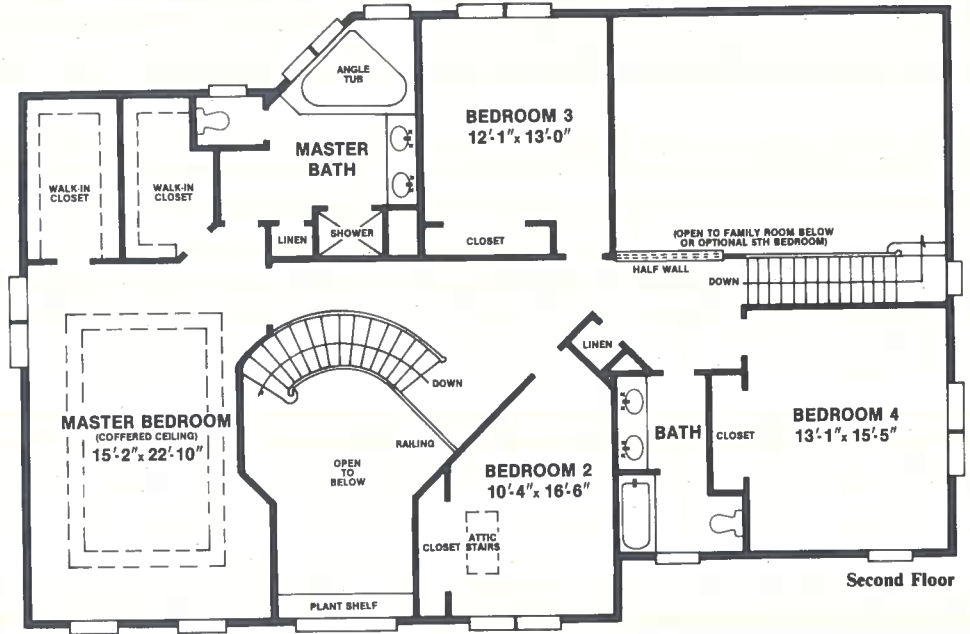 ANGLE
TUB
BEDROOM 3
12'-1" x 13'-0"
MASTER
BATH
WALK-IN
CLOSET
WALK-IN
CLOSET
LINEN
SHOWER
CLOSET
(OPEN TO FAMILY ROOM BELOW
OR OPTIONAL 5TH BEDROOM)
HALF WALL
DOWN
LINEN
DOWN
MASTER BEDROOM
(COFFERED CEILING)
15'-2" x 22'-10"
RAILING
OPEN
TO
BELOW
BEDROOM 2
10'-4" x 16'-6"
BATH
CLOSET
BEDROOM 4
13'-1" x 15'-5"
CLOSET
ATTIC
STAIRS
PLANT SHELF
Second Floor